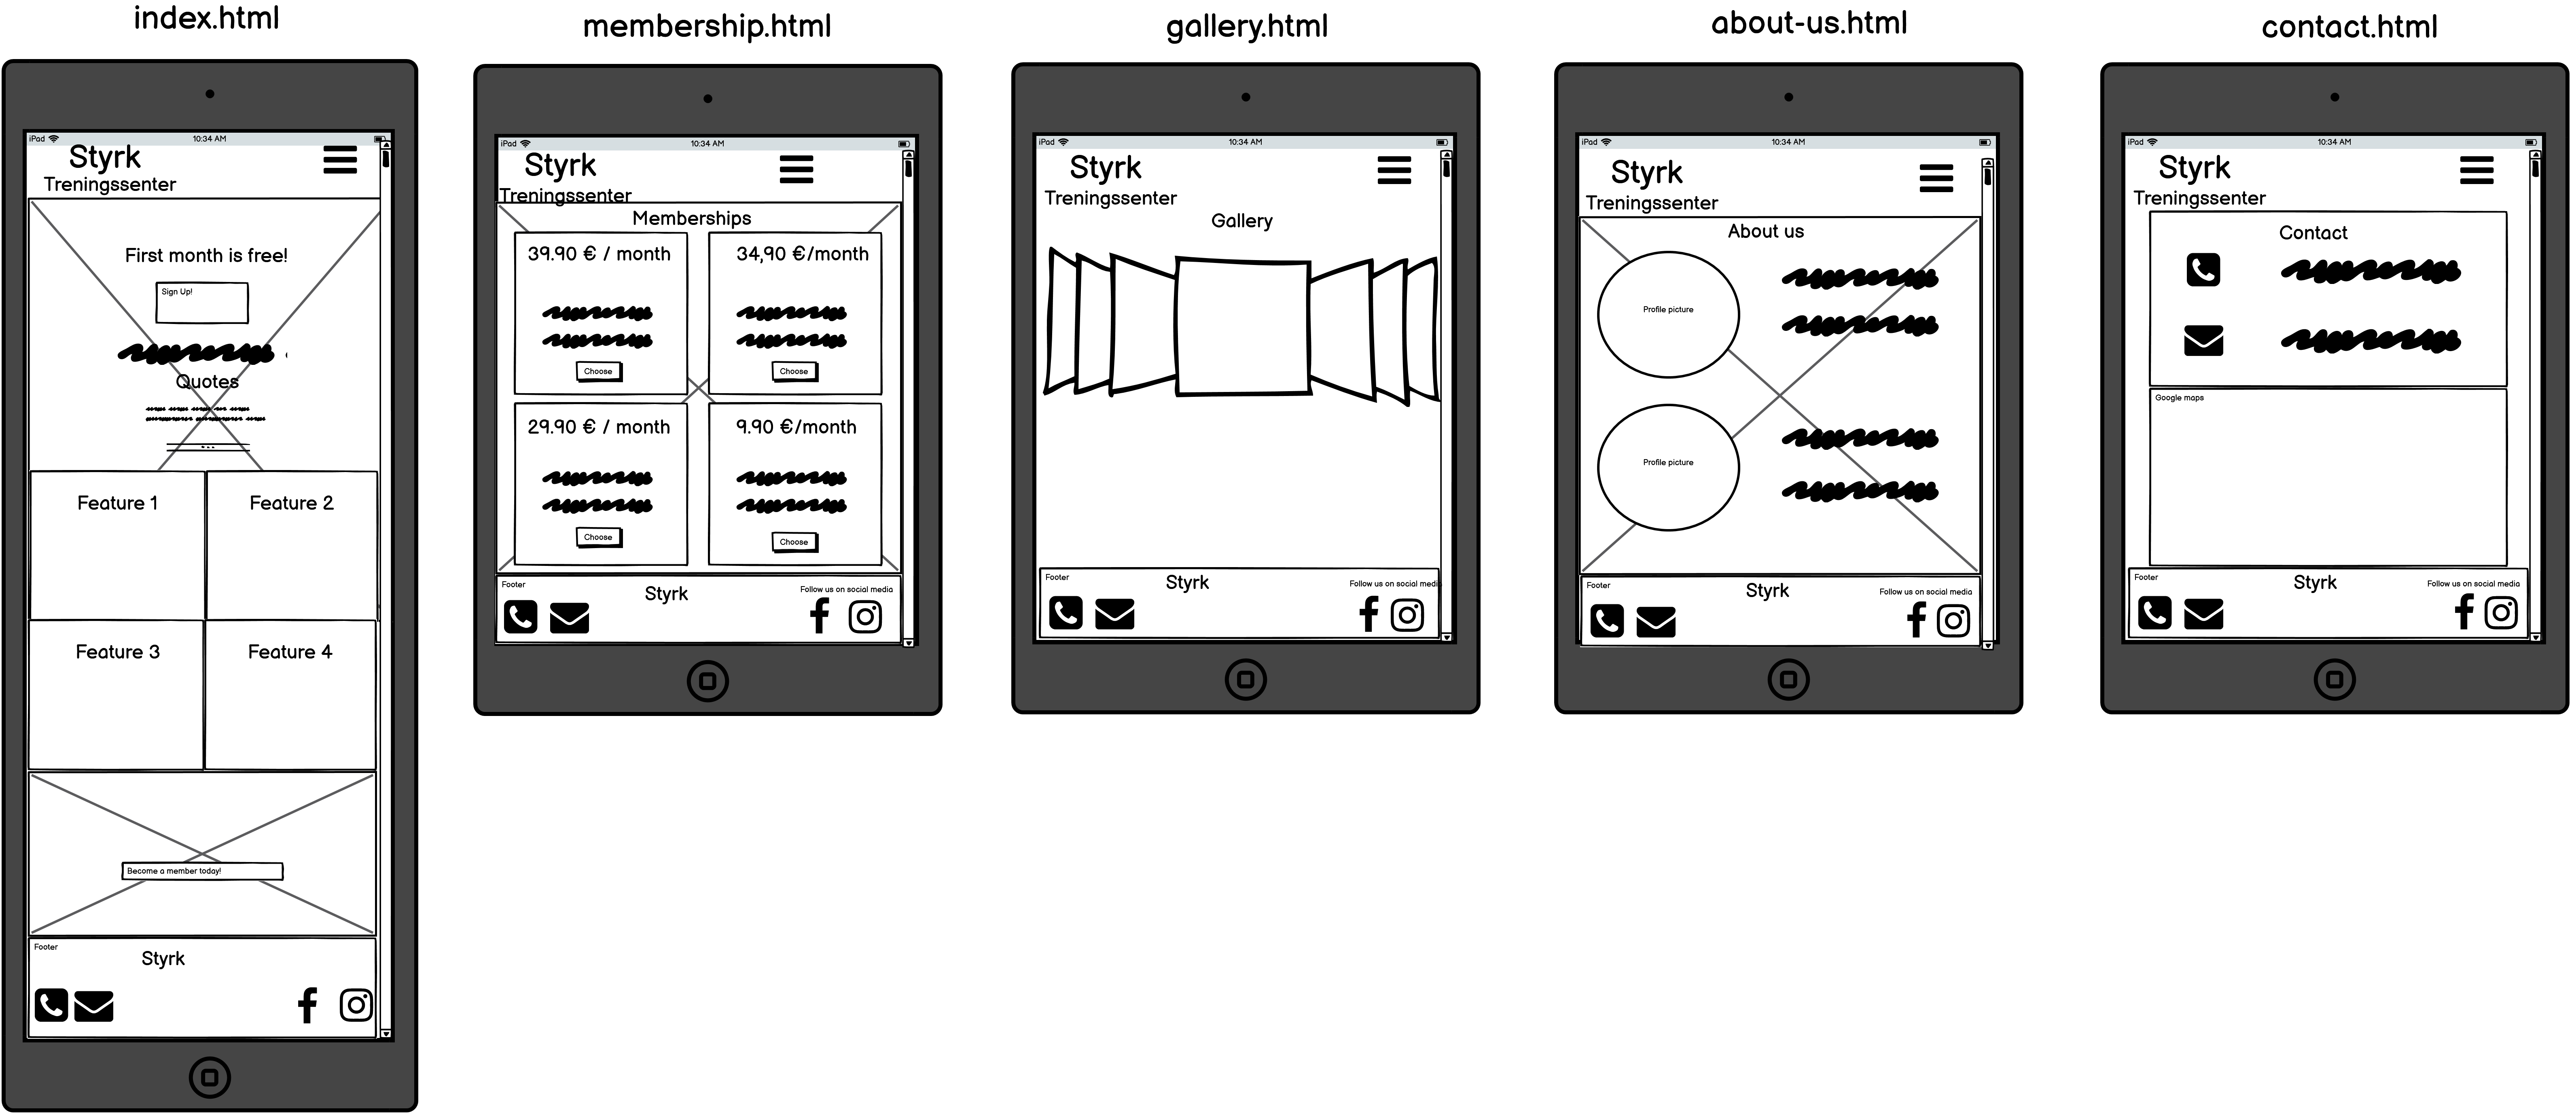 index.html
iPad 10:34 AM
Styrk
Treningssenter
First month is free!
Sign Up!
Quotes
Feature 1 Feature 2
Feature 3 Feature 4
Become a member today!
Footer
Styrk
membership.html
iPad 10:34 AM
Styrk
Treningssenter
Memberships
39.90 € / month 34,90 €/month
Choose Choose
29.90 € / month 9.90 €/month
Choose Choose
Footer Styrk Follow us on social media
gallery.html
iPad 10:34 AM
Styrk
Treningssenter
Gallery
Footer Styrk Follow us on social media
about-us.html
iPad 10:34 AM
Styrk
Treningssenter
About us
Profile picture
Profile picture
Footer Styrk Follow us on social media
contact.html
iPad 10:34 AM
Styrk
Treningssenter
Contact
Google maps
Footer Styrk Follow us on social media